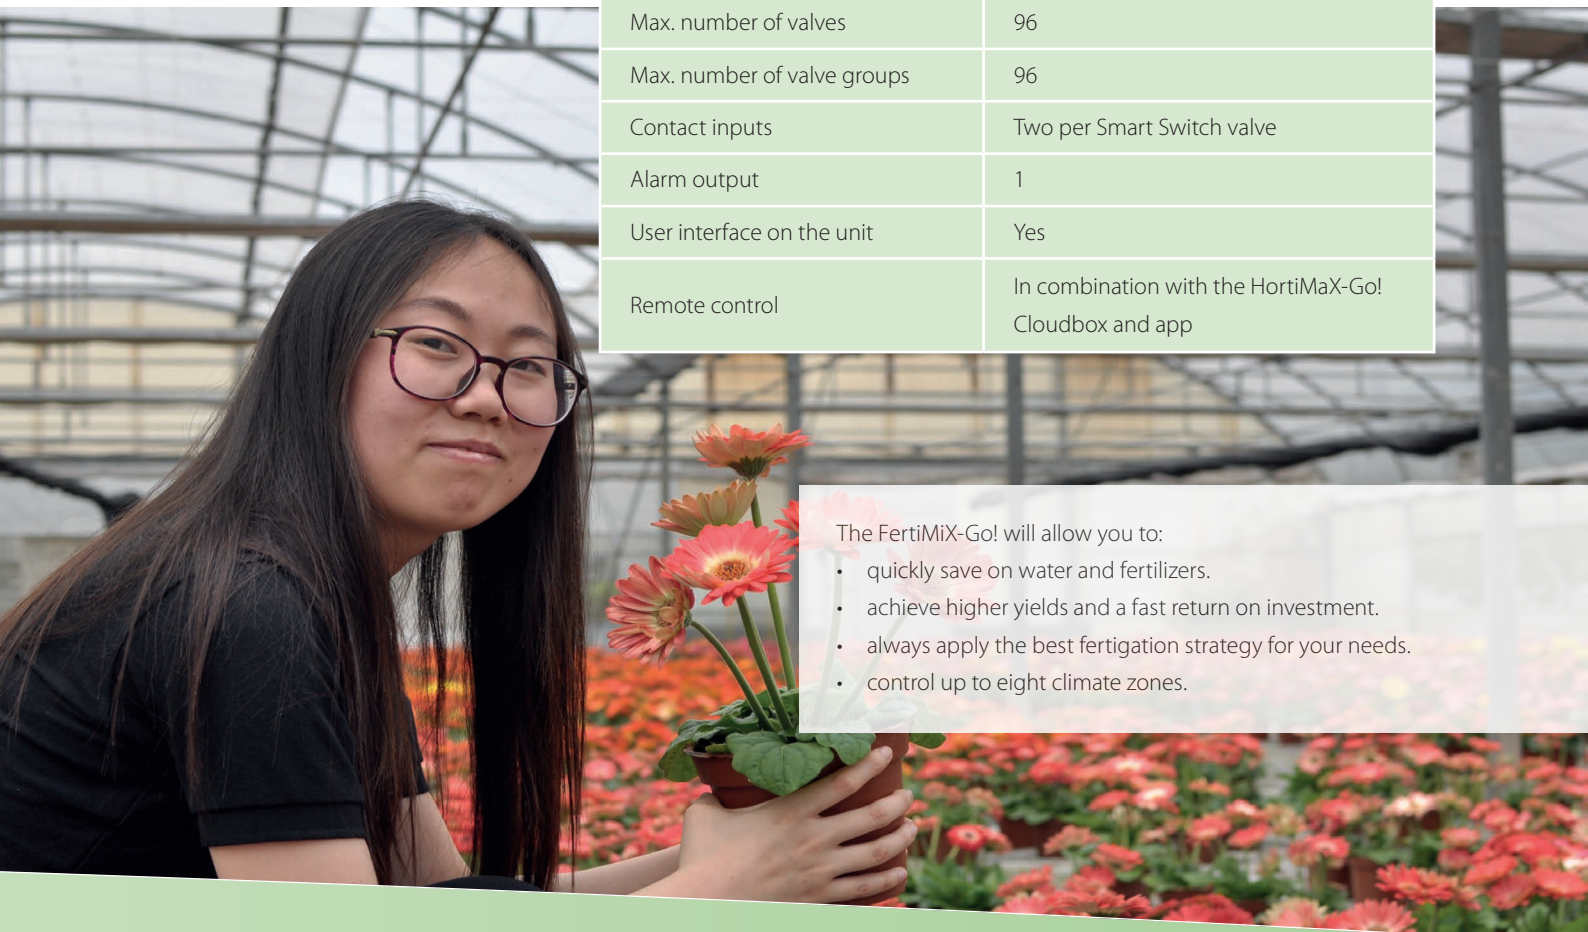 Max. number of valves 96
Max. number of valve groups 96
Contact inputs Two per Smart Switch valve
Alarm output 1
User interface on the unit Yes
Remote control In combination with the HortiMaX-Go!
Cloudbox and app
The FertiMiX-Go! will allow you to:
• quickly save on water and fertilizers.
• achieve higher yields and a fast return on investment.
• always apply the best fertigation strategy for your needs.
• control up to eight climate zones.